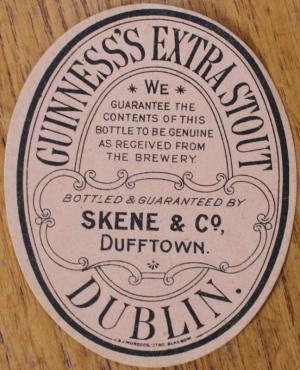 GUINNESS'S EXTRA STOUT
* WE *
GUARANTEE THE
CONTENTS OF THIS
BOTTLE TO BE GENUINE
AS RECEIVED FROM
THE BREWERY.
BOTTLED & GUARANTEED BY
SKENE & Co.,
DUFFTOWN.
DUBLIN.